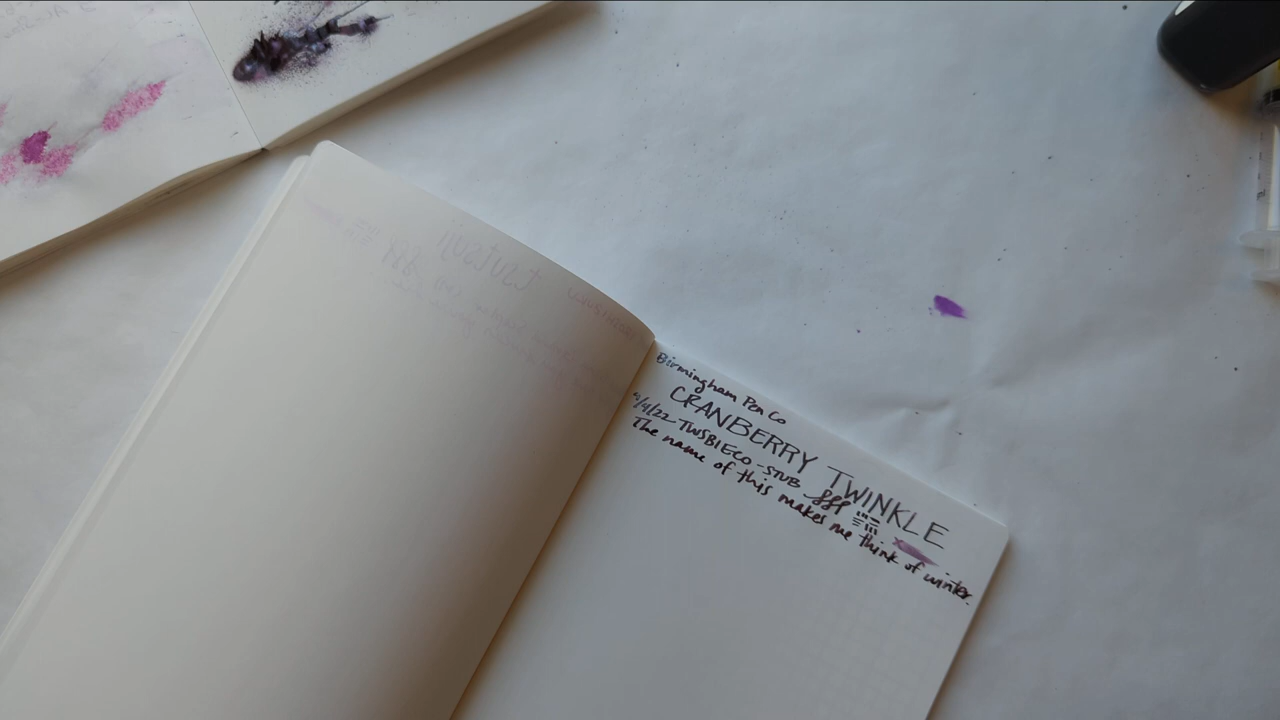 Birmingham Pen Co
CRANBERRY TWINKLE
11/4/22 TWSBI ECO - STUB
The name of this makes me think of winter.